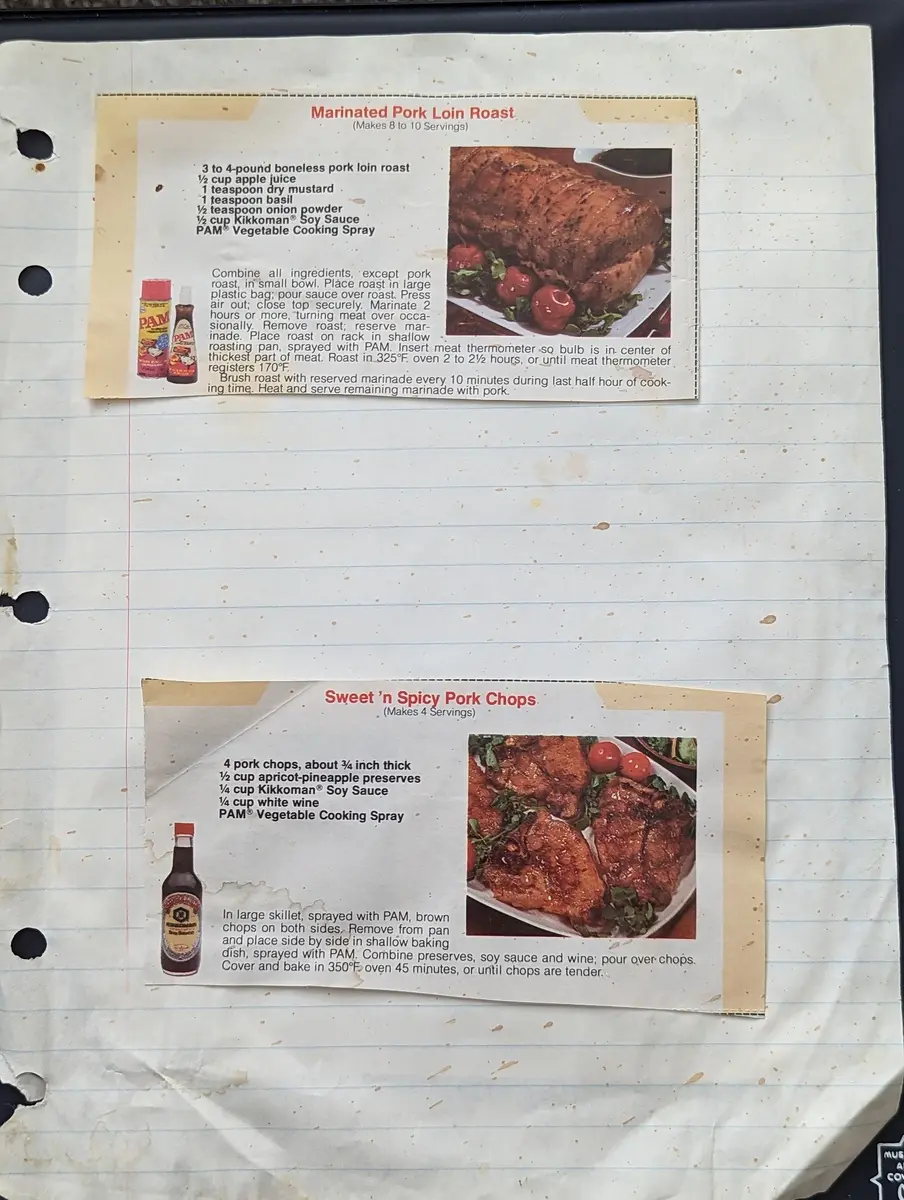 Marinated Pork Loin Roast
(Makes 8 to 10 Servings)
3 to 4-pound boneless pork loin roast
½ cup apple juice
1 teaspoon dry mustard
1 teaspoon basil
½ teaspoon onion powder
½ cup Kikkoman® Soy Sauce
PAM® Vegetable Cooking Spray
Combine all ingredients, except pork
roast, in small bowl. Place roast in large
plastic bag; pour sauce over roast. Press
air out; close top securely. Marinate 2
hours or more, turning meat over occa-
sionally. Remove roast; reserve mar-
inade. Place roast on rack in shallow
roasting pan, sprayed with PAM. Insert meat thermometer so bulb is in center of
thickest part of meat. Roast in 325°F. oven 2 to 2½ hours, or until meat thermometer
registers 170°F.
Brush roast with reserved marinade every 10 minutes during last half hour of cook-
ing time. Heat and serve remaining marinade with pork.
PAM
PAM
Sweet 'n Spicy Pork Chops
(Makes 4 Servings)
4 pork chops, about ¾ inch thick
½ cup apricot-pineapple preserves
¼ cup Kikkoman® Soy Sauce
¼ cup white wine
PAM® Vegetable Cooking Spray
In large skillet, sprayed with PAM, brown
chops on both sides. Remove from pan
and place side by side in shallow baking
dish, sprayed with PAM. Combine preserves, soy sauce and wine; pour over chops.
Cover and bake in 350°F. oven 45 minutes, or until chops are tender.